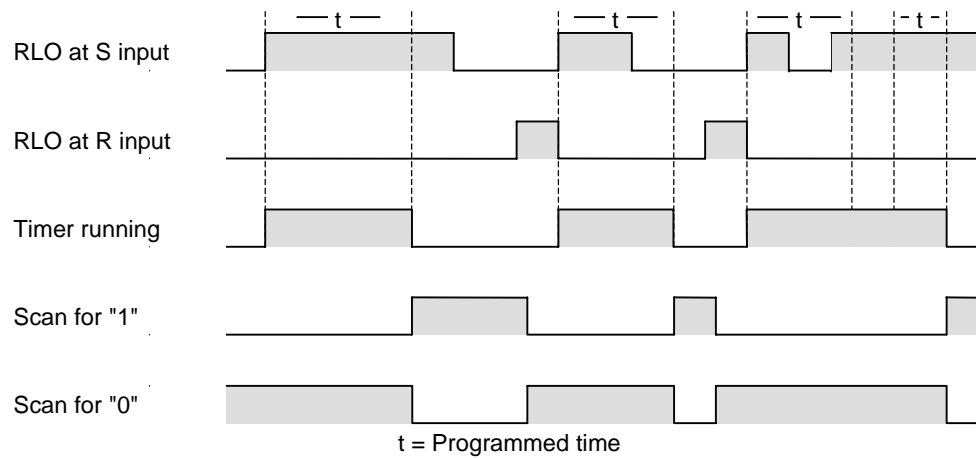 t t t t
RLO at S input
RLO at R input
Timer running
Scan for "1"
Scan for "0"
t = Programmed time